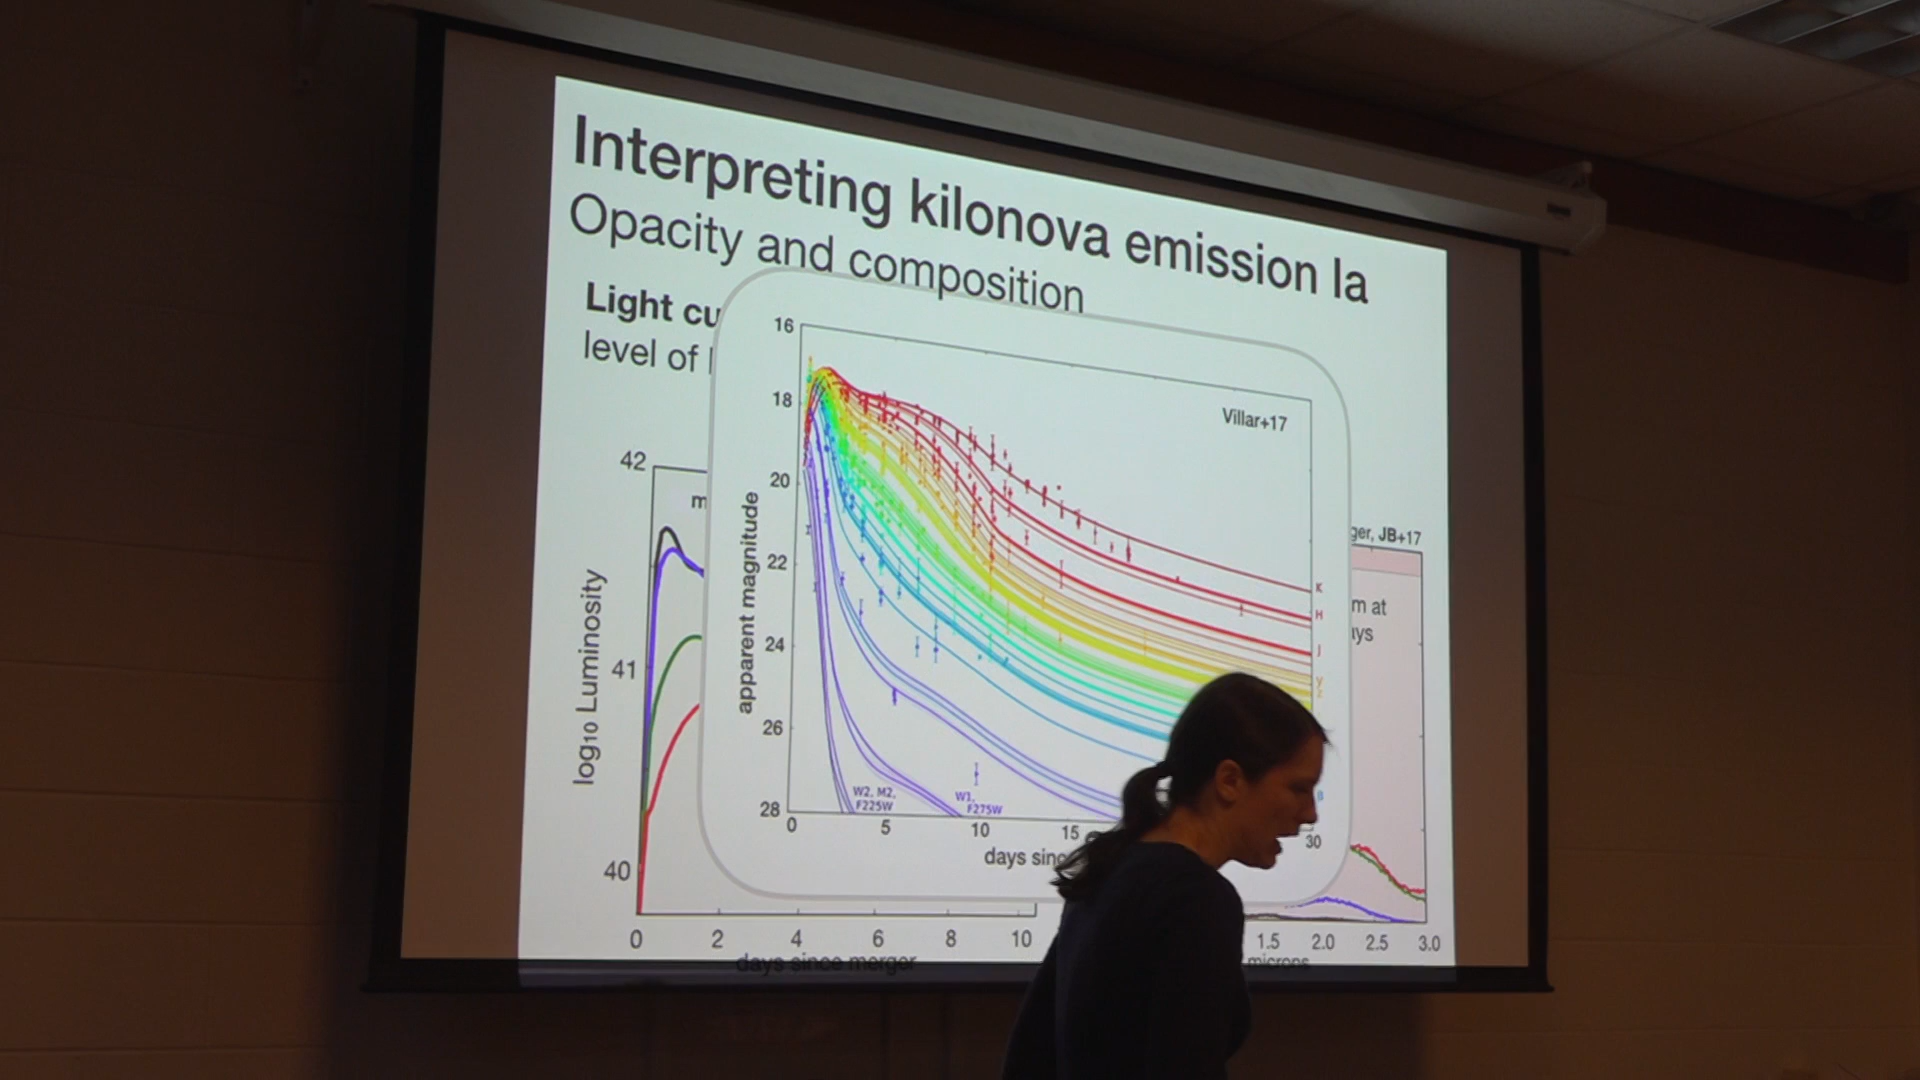 Interpreting kilonova emission Ia
Opacity and composition
Light cu
level of
16
18
20
22
24
26
28
apparent magnitude
Villar+17
K
H
J
Y
z
B
W2, M2,
F225W
W1,
F275W
0 5 10 15 30
days sinc
42
41
40
log10 Luminosity
m
0 2 4 6 8 10
days since merger
ger, JB+17
m at
ays
1.5 2.0 2.5 3.0
microns